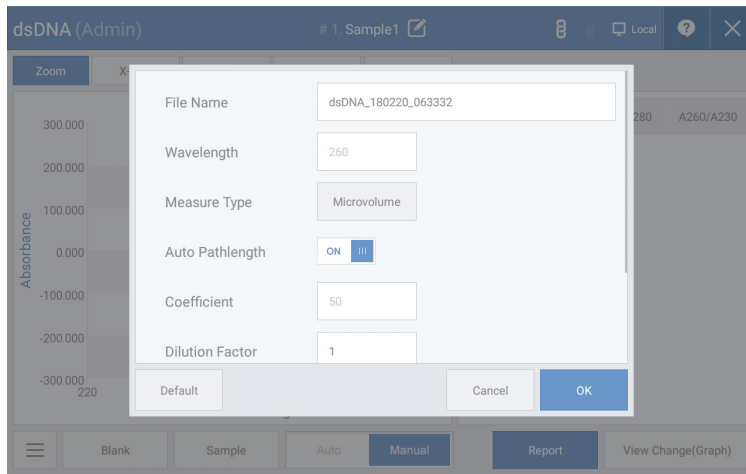 dsDNA (Admin)
# 1. Sample1
Local
?
Zoom
X-
280 A260/A230
File Name dsDNA_180220_063332
Wavelength 260
Measure Type Microvolume
Auto Pathlength ON
Coefficient 50
Dilution Factor 1
Default Cancel OK
Absorbance
300.000
200.000
100.000
0.000
-100.000
-200.000
-300.000
220
Blank Sample Auto Manual Report View Change(Graph)